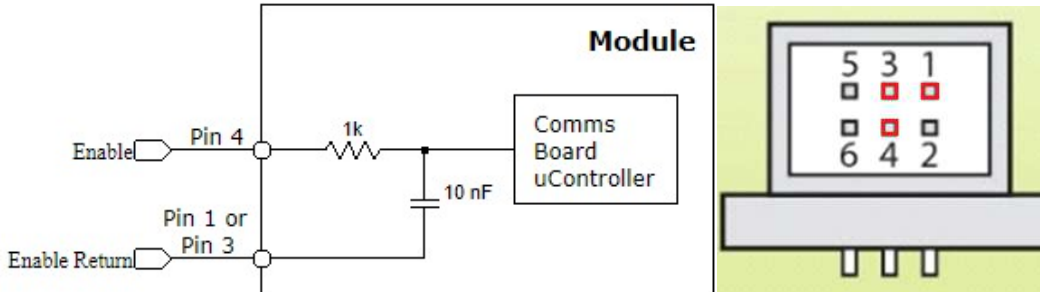 Module
1k
Comms
Board
uController
Enable
Pin 4
10 nF
Pin 1 or
Pin 3
Enable Return
5 3 1
6 4 2